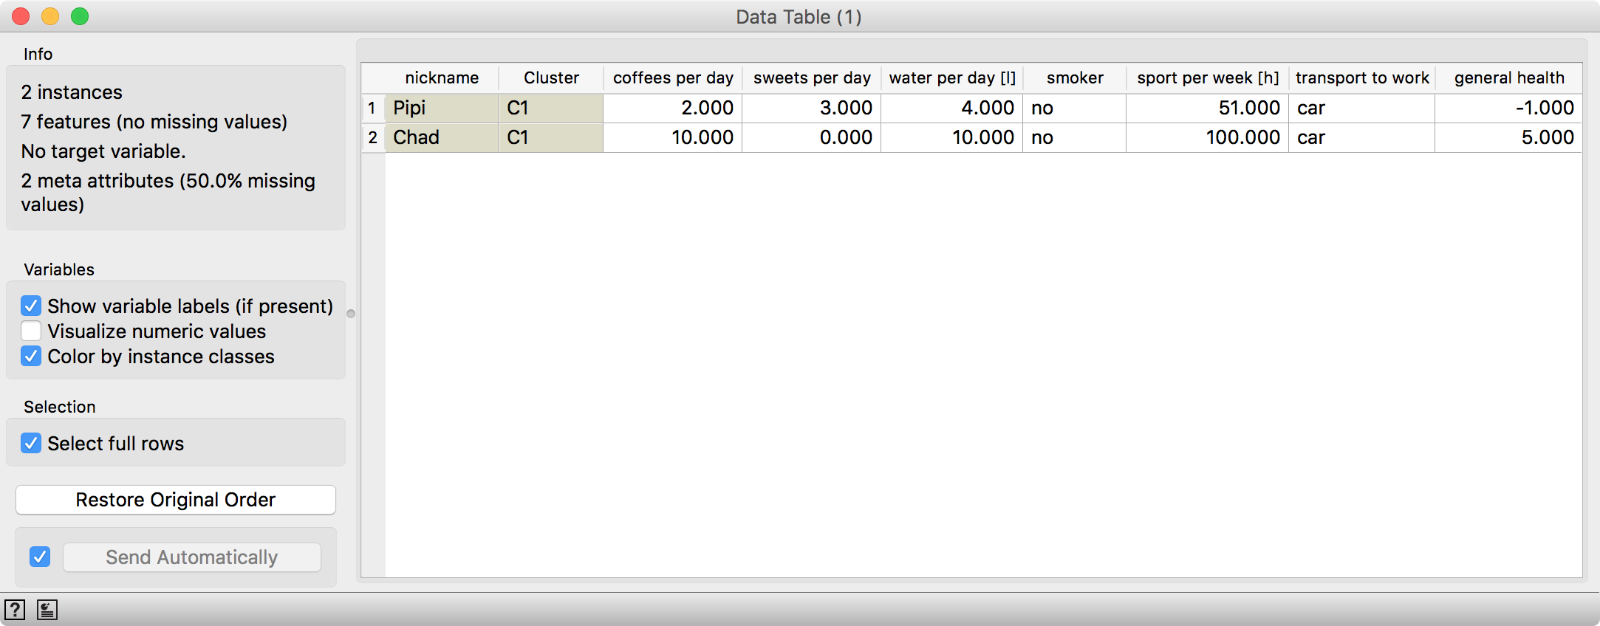 Data Table (1)
Info
2 instances
7 features (no missing values)
No target variable.
2 meta attributes (50.0% missing
values)
Variables
Show variable labels (if present)
Visualize numeric values
Color by instance classes
Selection
Select full rows
Restore Original Order
Send Automatically
nickname Cluster coffees per day sweets per day water per day [l] smoker sport per week [h] transport to work general health
1 Pipi C1 2.000 3.000 4.000 no 51.000 car -1.000
2 Chad C1 10.000 0.000 10.000 no 100.000 car 5.000
?